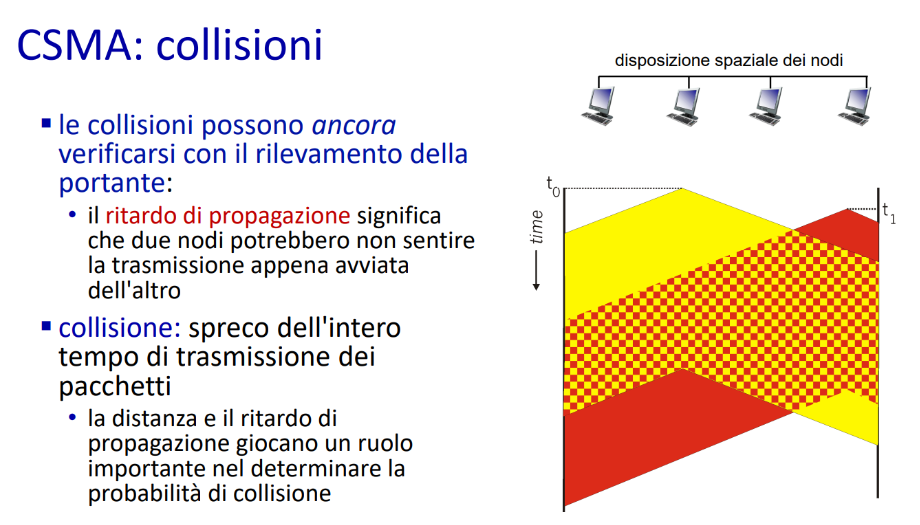 CSMA: collisioni
▪ le collisioni possono ancora
verificarsi con il rilevamento della
portante:
• il ritardo di propagazione significa
che due nodi potrebbero non sentire
la trasmissione appena avviata
dell'altro
▪ collisione: spreco dell'intero
tempo di trasmissione dei
pacchetti
• la distanza e il ritardo di
propagazione giocano un ruolo
importante nel determinare la
probabilità di collisione
disposizione spaziale dei nodi
t0
t1
time